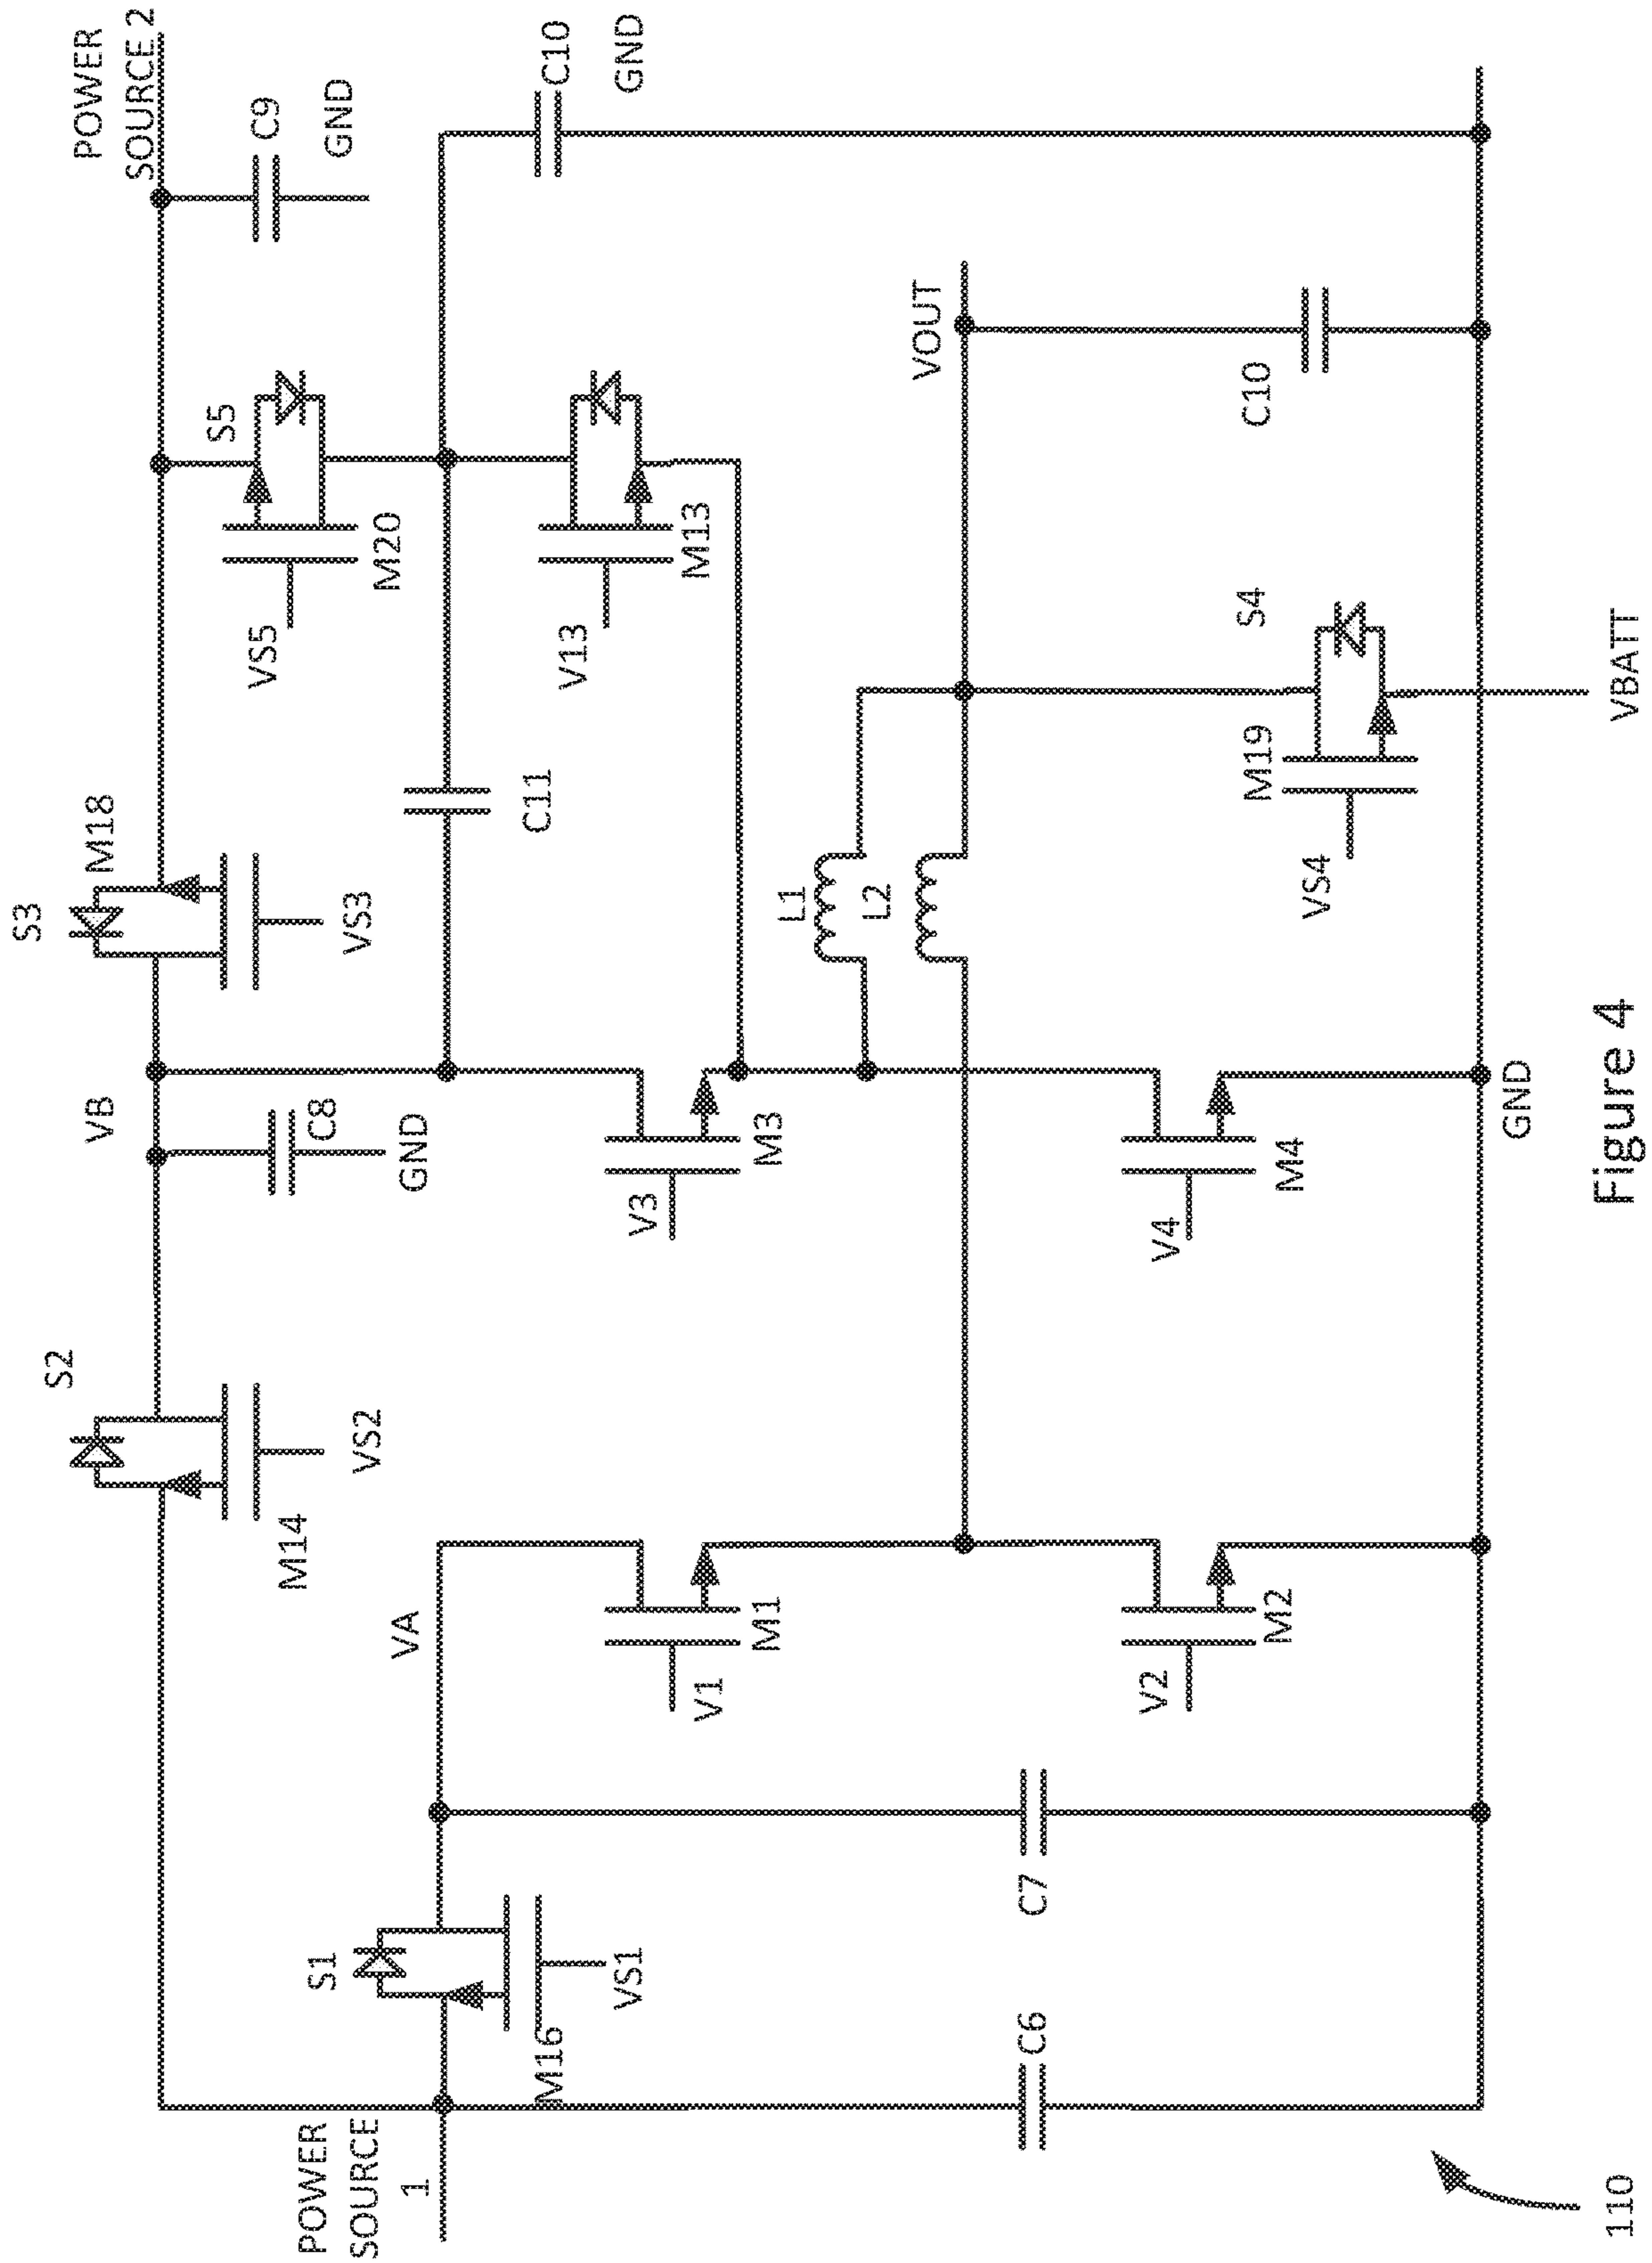 POWER
SOURCE 2
S3
M18
S2
VB
C9
GND
S5
C10
GND
VS3
C8
GND
VS2
M14
VS5
M20
C11
V13
M13
POWER
SOURCE
1
S1
VA
VS1
M16
V3
M3
V1
M1
L1
L2
VOUT
C6
C7
V4
M4
V2
M2
C10
S4
M19
VS4
GND
VBATT
110
Figure 4